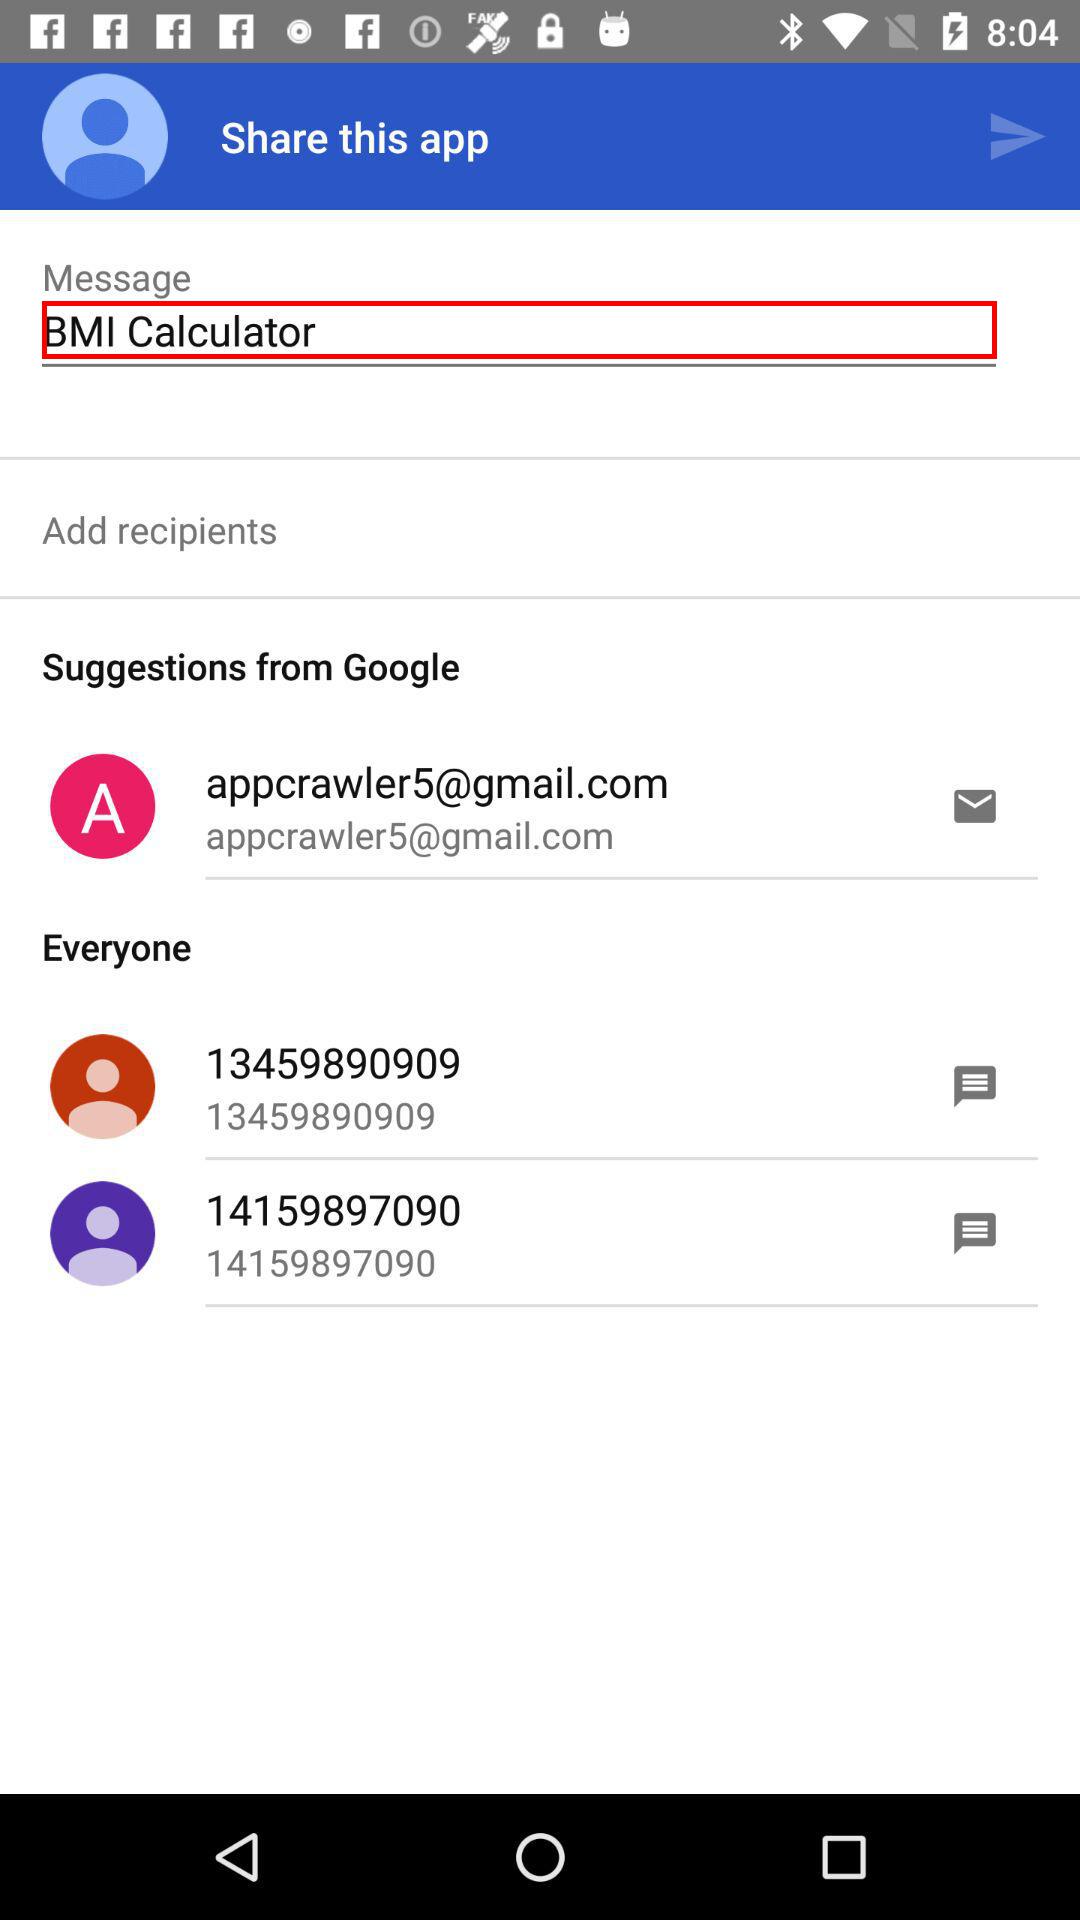 FAKE
8:04
Share this app
Message
BMI Calculator
Add recipients
Suggestions from Google
A
appcrawler5@gmail.com
appcrawler5@gmail.com
Everyone
13459890909
13459890909
14159897090
14159897090